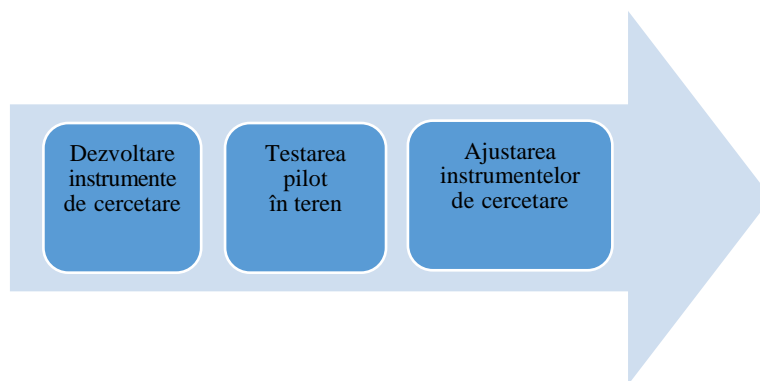 Dezvoltare
instrumente
de cercetare
Testarea
pilot
în teren
Ajustarea
instrumentelor
de cercetare